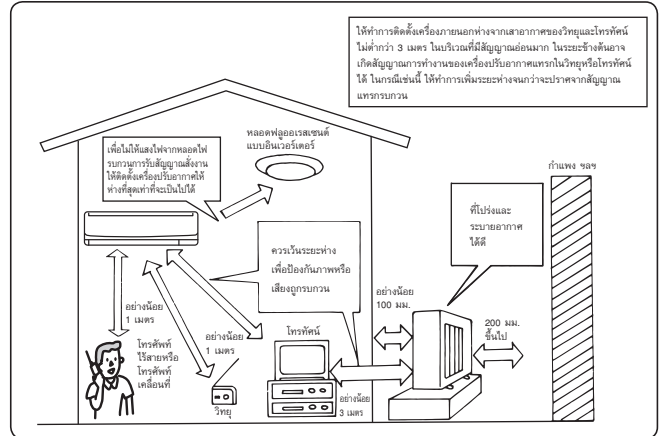 ให้ทำการติดตั้งเครื่องภายนอกห่างจากเสาอากาศของวิทยุและโทรทัศน์
ไม่ต่ำกว่า 3 เมตร ในบริเวณที่มีสัญญาณอ่อนมาก ในระยะข้างต้นอาจ
เกิดสัญญาณการทำงานของเครื่องปรับอากาศแทรกในวิทยุหรือโทรทัศน์
ได้ ในกรณีเช่นนี้ ให้ทำการเพิ่มระยะห่างจนกว่าจะปราศจากสัญญาณ
แทรกรบกวน
หลอดฟลูออเรสเซนต์
แบบอินเวอร์เตอร์
เพื่อไม่ให้แสงไฟจากหลอดไฟ
รบกวนการรับสัญญาณสั่งงาน
ให้ติดตั้งเครื่องปรับอากาศให้
ห่างที่สุดเท่าที่จะเป็นไปได้
กำแพง ฯลฯ
ที่โปร่งและ
ระบายอากาศ
ได้ดี
ควรเว้นระยะห่าง
เพื่อป้องกันภาพหรือ
เสียงถูกรบกวน
อย่างน้อย
100 มม.
200 มม.
ขึ้นไป
อย่างน้อย
1 เมตร
อย่างน้อย
1 เมตร
โทรทัศน์
โทรศัพท์
ไร้สายหรือ
โทรศัพท์
เคลื่อนที่
วิทยุ
อย่างน้อย
3 เมตร